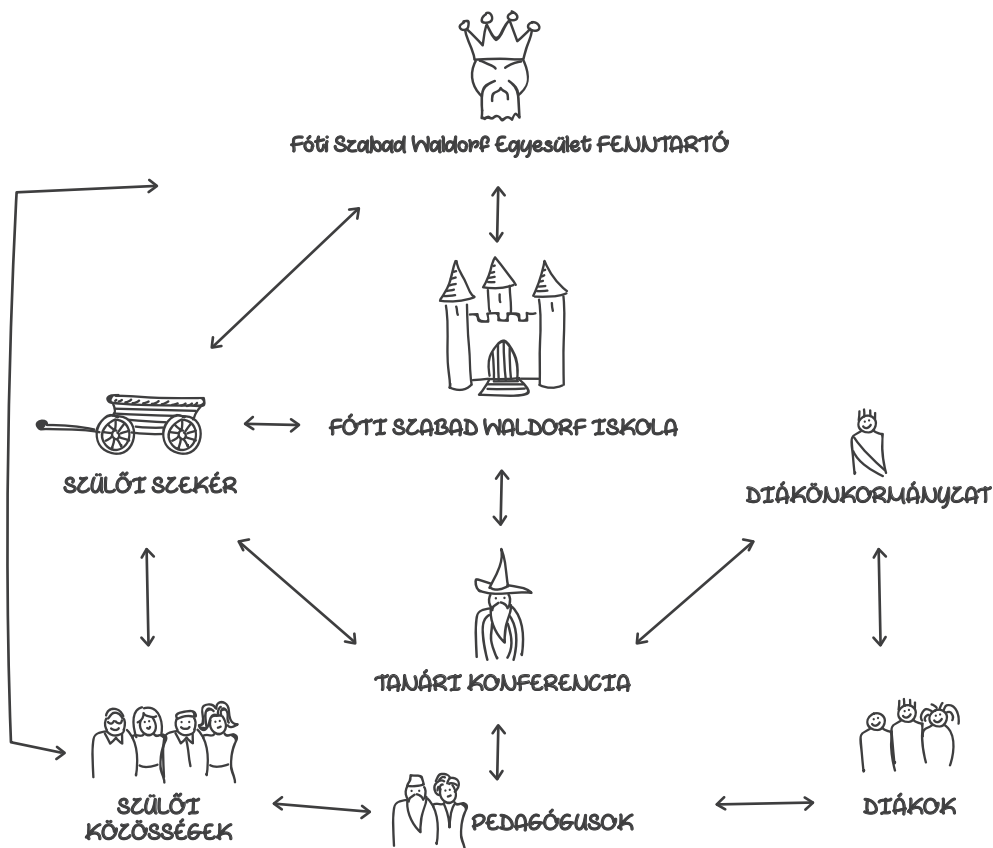 Fóti Szabad Waldorf Egyesület FENNTARTÓ
FÓTI SZABAD WALDORF ISKOLA
SZÜLŐI SZEKÉR
DIÁKÖNKORMÁNYZAT
TANÁRI KONFERENCIA
SZÜLŐI
KÖZÖSSÉGEK
PEDAGÓGUSOK
DIÁKOK